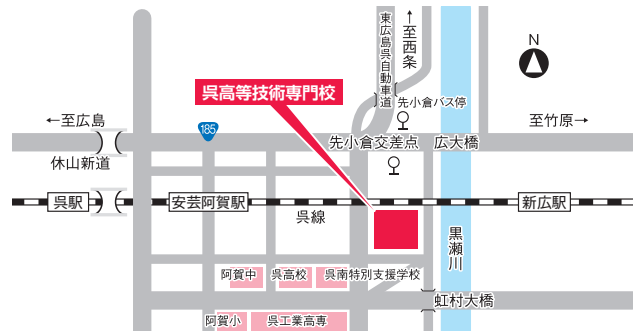 ↑至西条
東広島呉自動車道
N
呉高等技術専門校
先小倉バス停
185
←至広島
至竹原→
先小倉交差点
広大橋
休山新道
呉駅
安芸阿賀駅
新広駅
呉線
黒瀬川
阿賀中
呉高校
呉南特別支援学校
虹村大橋
阿賀小
呉工業高専